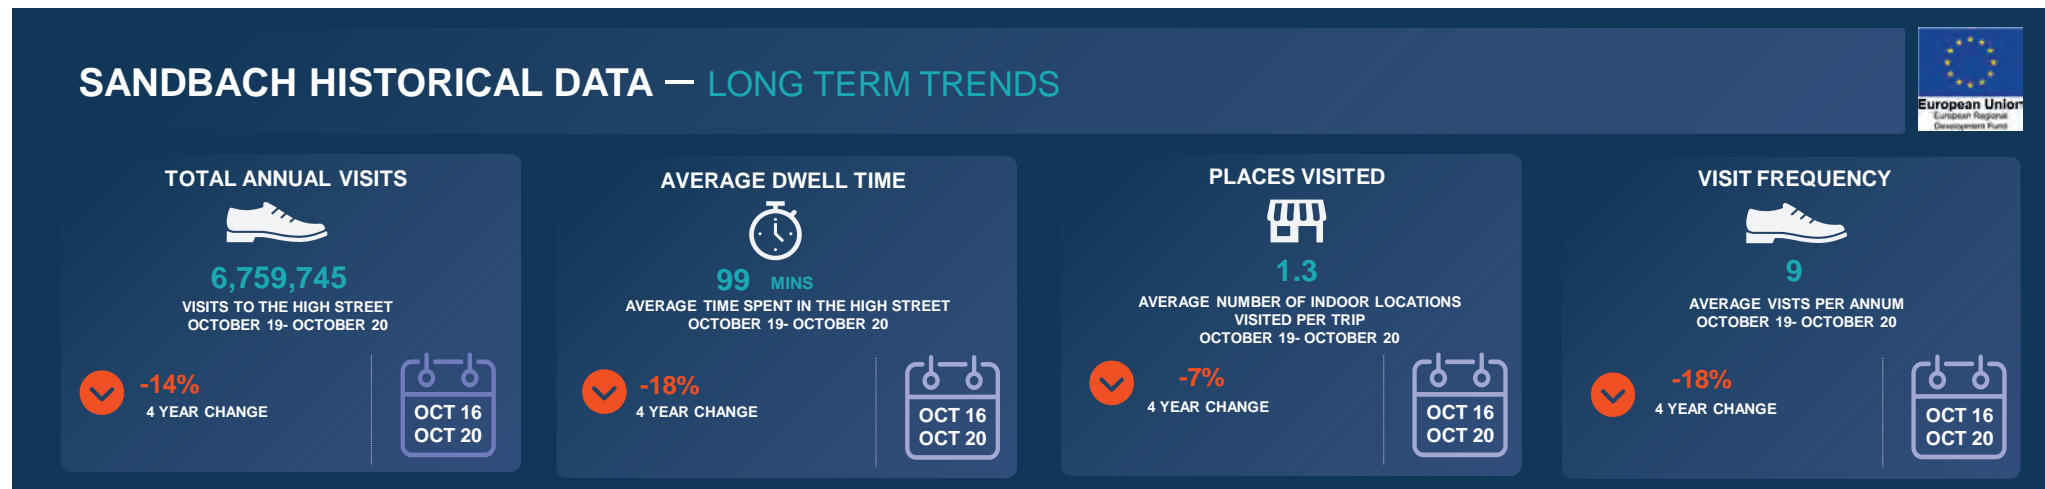 SANDBACH HISTORICAL DATA — LONG TERM TRENDS
European Union
European Regional
Development Fund
TOTAL ANNUAL VISITS
6,759,745
VISITS TO THE HIGH STREET
OCTOBER 19- OCTOBER 20
-14%
4 YEAR CHANGE
OCT 16
OCT 20
AVERAGE DWELL TIME
99 MINS
AVERAGE TIME SPENT IN THE HIGH STREET
OCTOBER 19- OCTOBER 20
-18%
4 YEAR CHANGE
OCT 16
OCT 20
PLACES VISITED
1.3
AVERAGE NUMBER OF INDOOR LOCATIONS
VISITED PER TRIP
OCTOBER 19- OCTOBER 20
-7%
4 YEAR CHANGE
OCT 16
OCT 20
VISIT FREQUENCY
9
AVERAGE VISTS PER ANNUM
OCTOBER 19- OCTOBER 20
-18%
4 YEAR CHANGE
OCT 16
OCT 20